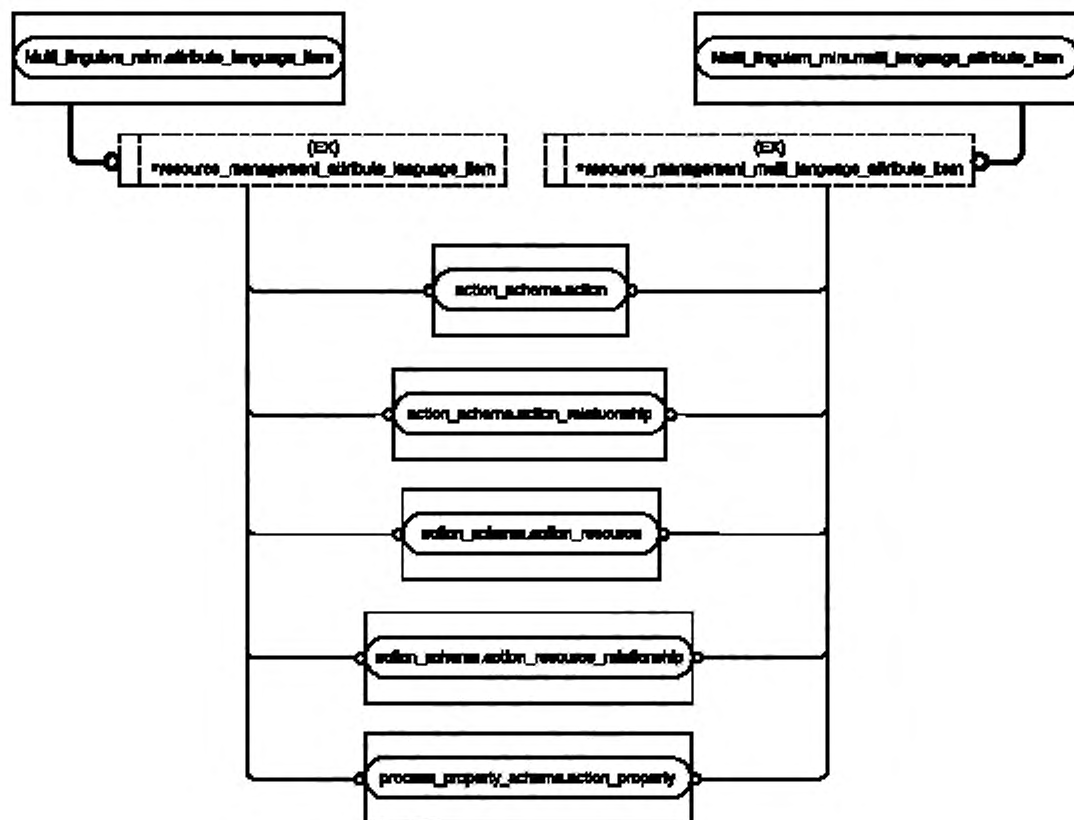 Multi_linguism_mim.attribute_language_item
Multi_linguism_mim.multi_language_attribute_item
(EX)
*resource_management_attribute_language_item
(EX)
*resource_management_multi_language_attribute_item
action_schema.action
action_schema.action_relationship
action_schema.action_resource
action_schema.action_resource_relationship
process_property_schema.action_property